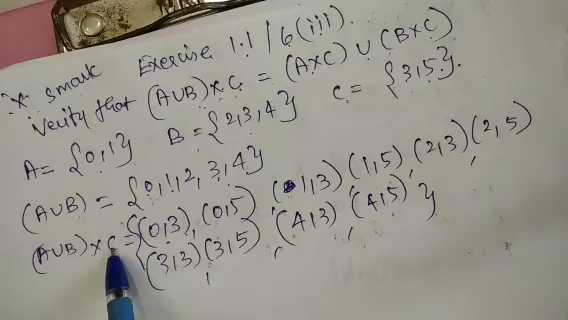 * 5mark Exercise 1.1 / 6 (iii).
Verify that (A∪B)×C = (A×C) ∪ (B×C)
A = {0,1} B = {2,3,4} C = {3,5}.
(A∪B) = {0,1,2,3,4}
(A∪B)×C = {(0,3), (0,5) (1,3) (1,5) (2,3) (2,5)
(3,3) (3,5) (4,3) (4,5) }